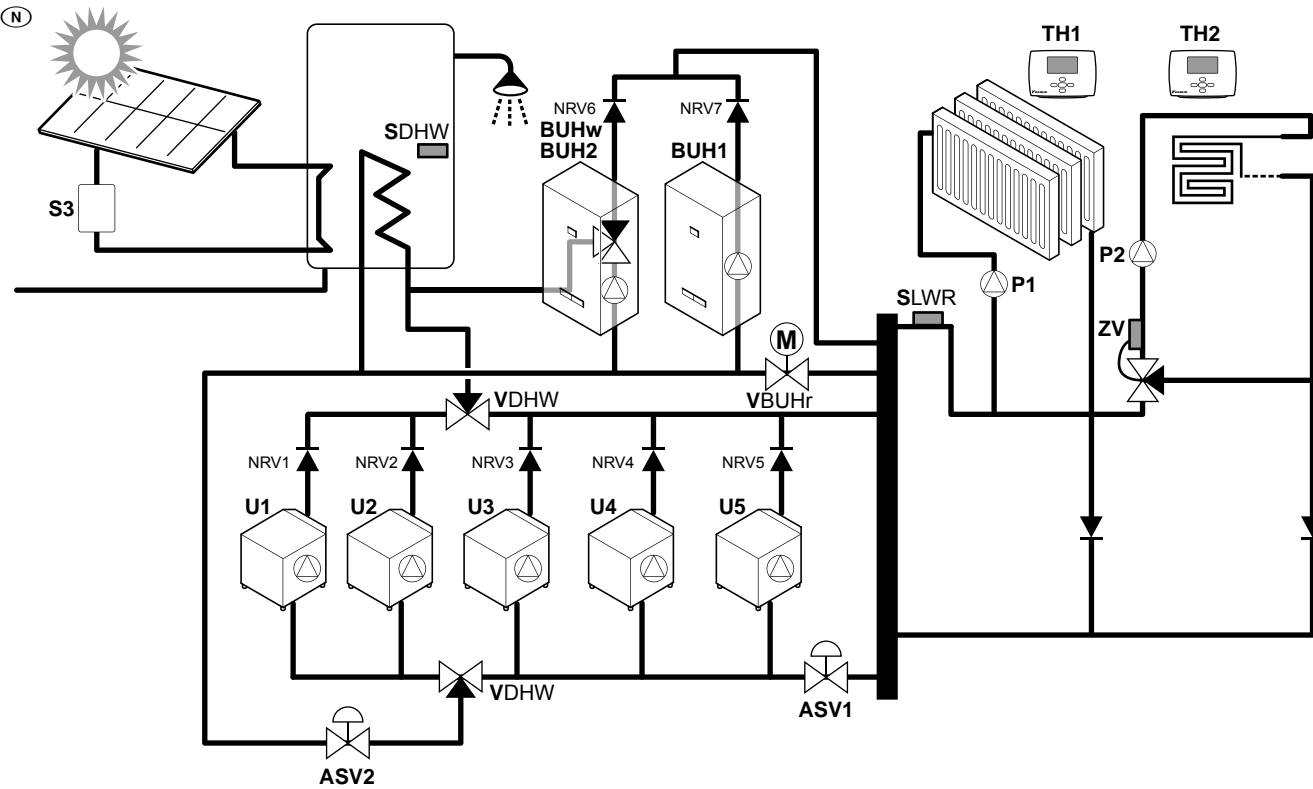 N
TH1
TH2
NRV6
NRV7
SDHW
BUHw
BUH2
BUH1
S3
P2
P1
SLWR
ZV
M
VDHW
VBUHr
NRV1
NRV2
NRV3
NRV4
NRV5
U1
U2
U3
U4
U5
VDHW
ASV1
ASV2